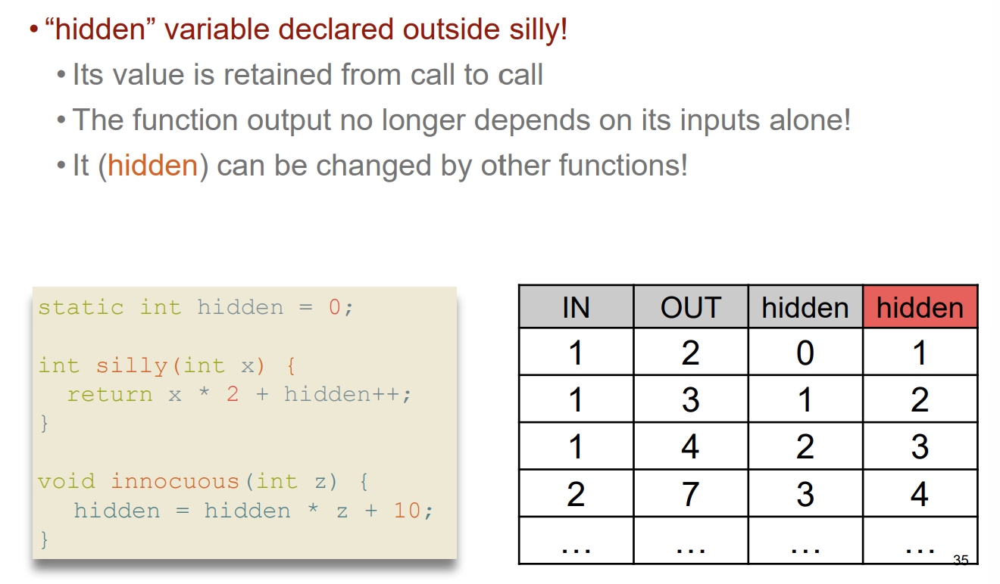 • “hidden” variable declared outside silly!
• Its value is retained from call to call
• The function output no longer depends on its inputs alone!
• It (hidden) can be changed by other functions!
static int hidden = 0;
int silly(int x) {
return x * 2 + hidden++;
}
void innocuous(int z) {
hidden = hidden * z + 10;
}
IN OUT hidden hidden
1 2 0 1
1 3 1 2
1 4 2 3
2 7 3 4
... ... ... ...
35